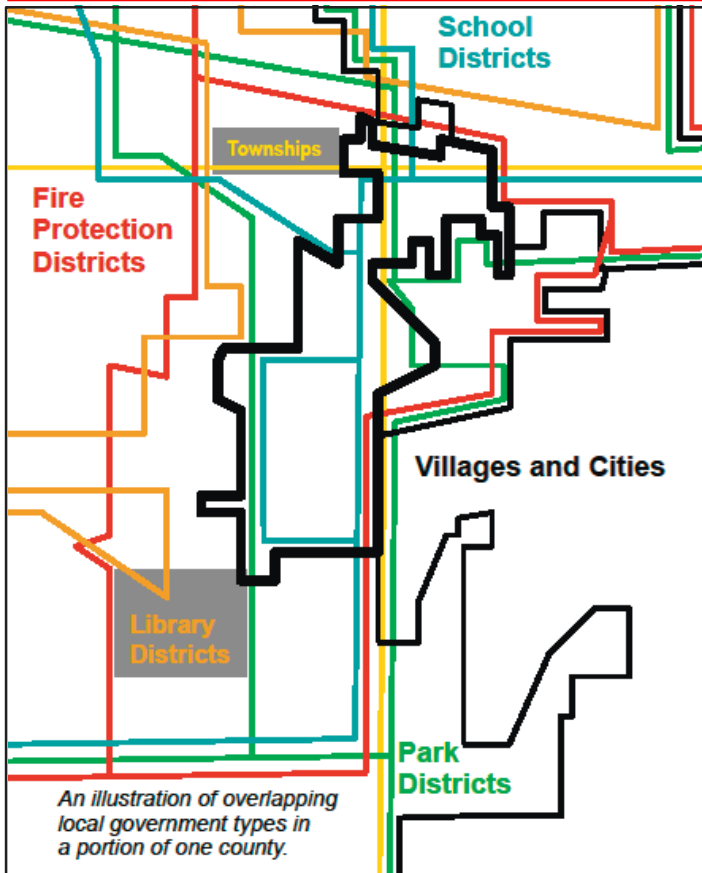 School
Districts
Townships
Fire
Protection
Districts
Villages and Cities
Library
Districts
Park
Districts
An illustration of overlapping
local government types in
a portion of one county.